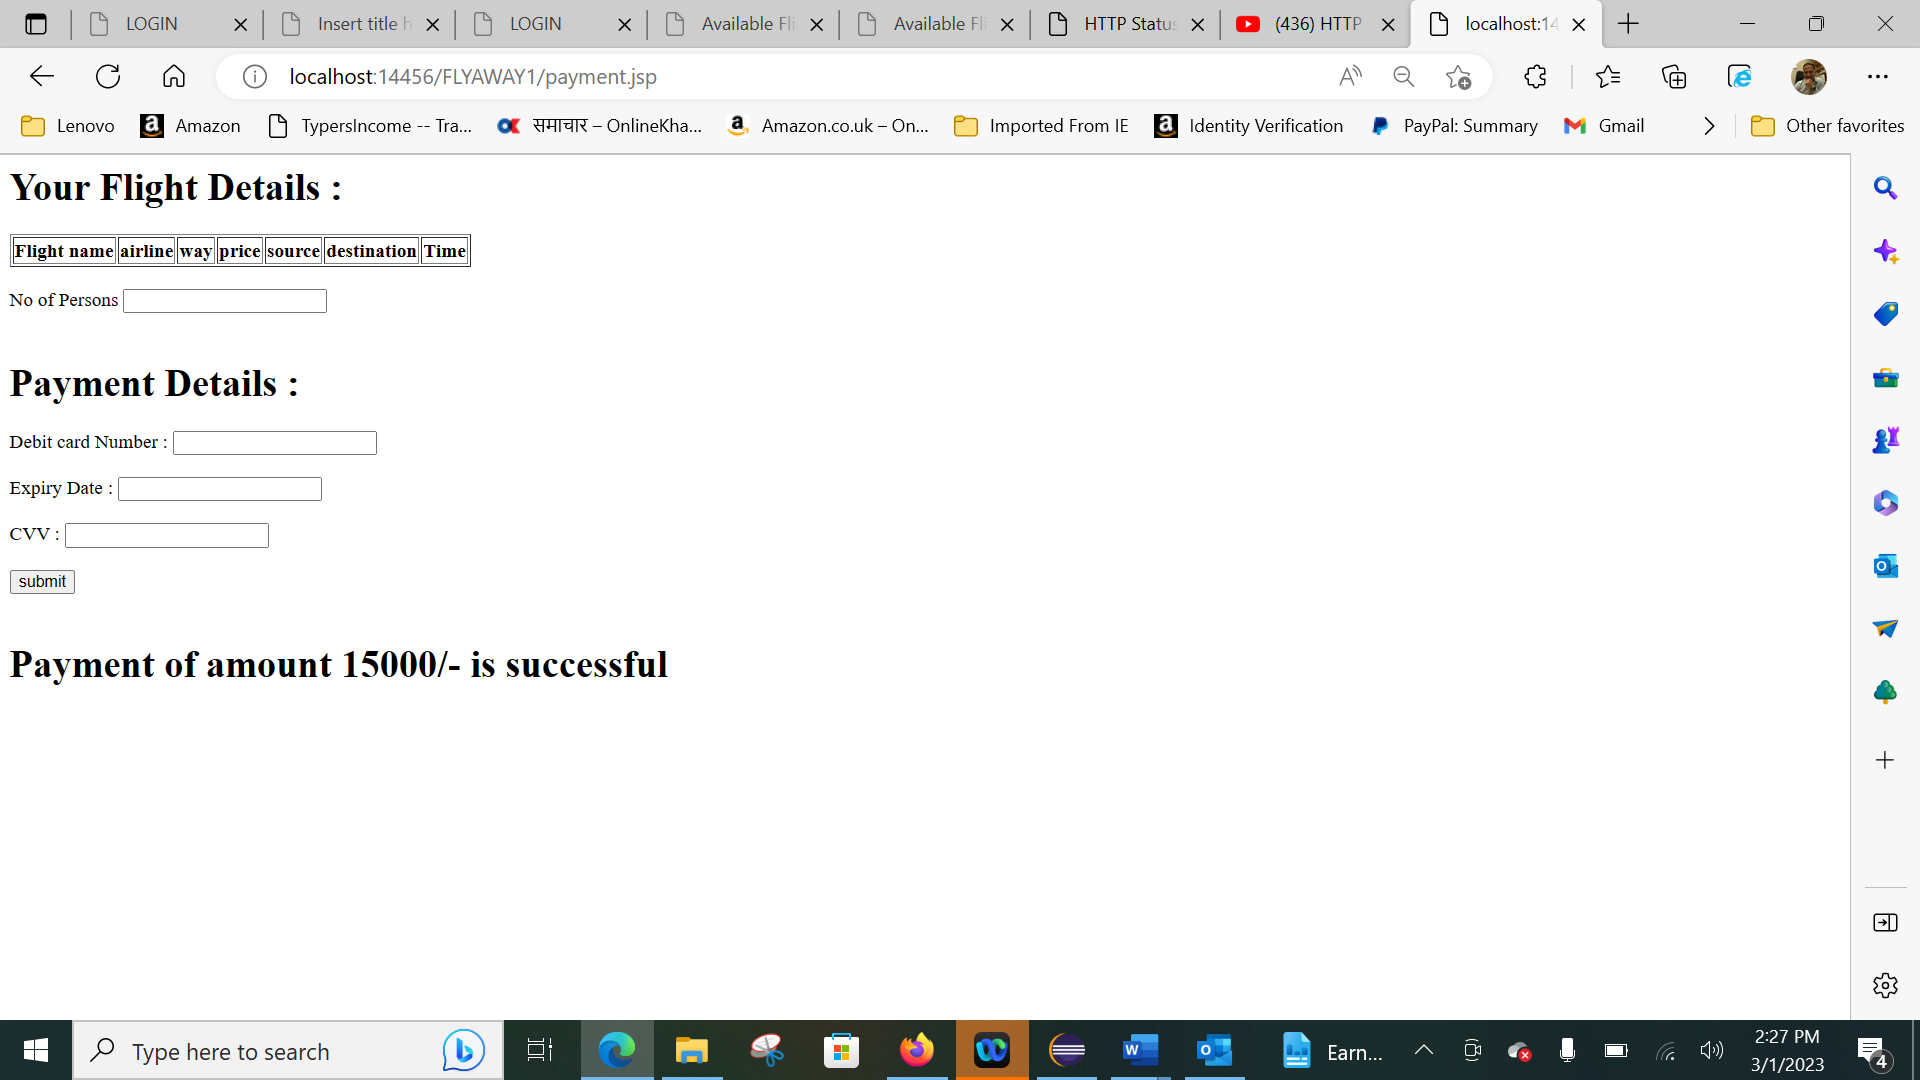 LOGIN
Insert title h
LOGIN
Available Fli
Available Fli
HTTP Status
(436) HTTP
localhost:14
localhost:14456/FLYAWAY1/payment.jsp
Lenovo
Amazon
TypersIncome -- Tra...
समाचार – OnlineKha...
Amazon.co.uk – On...
Imported From IE
Identity Verification
PayPal: Summary
Gmail
Other favorites
Your Flight Details :
Flight name airline way price source destination Time
No of Persons
Payment Details :
Debit card Number :
Expiry Date :
CVV :
submit
Payment of amount 15000/- is successful
Type here to search
Earn...
2:27 PM
3/1/2023
4